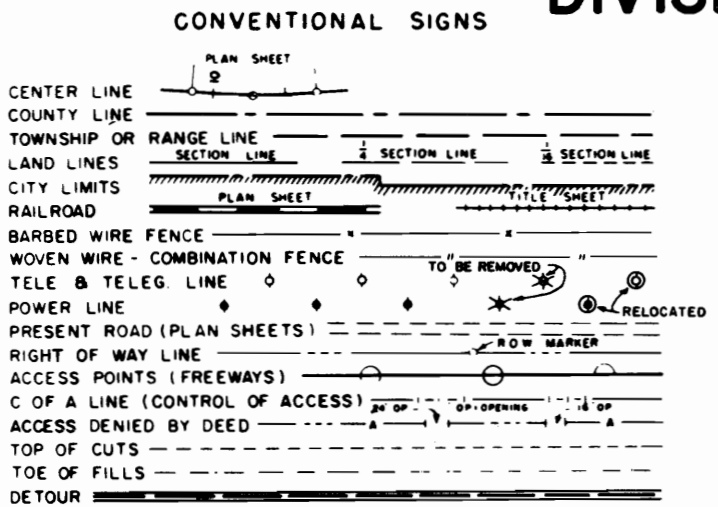 CONVENTIONAL SIGNS
PLAN SHEET
CENTER LINE
COUNTY LINE
TOWNSHIP OR RANGE LINE
LAND LINES SECTION LINE 1/4 SECTION LINE 1/16 SECTION LINE
CITY LIMITS
RAILROAD PLAN SHEET TITLE SHEET
BARBED WIRE FENCE
WOVEN WIRE - COMBINATION FENCE
TELE & TELEG. LINE TO BE REMOVED
POWER LINE RELOCATED
PRESENT ROAD (PLAN SHEETS)
RIGHT OF WAY LINE ROW MARKER
ACCESS POINTS (FREEWAYS)
C OF A LINE (CONTROL OF ACCESS)
24' OP OP=OPENING 16' OP
ACCESS DENIED BY DEED A A
TOP OF CUTS
TOE OF FILLS
DETOUR